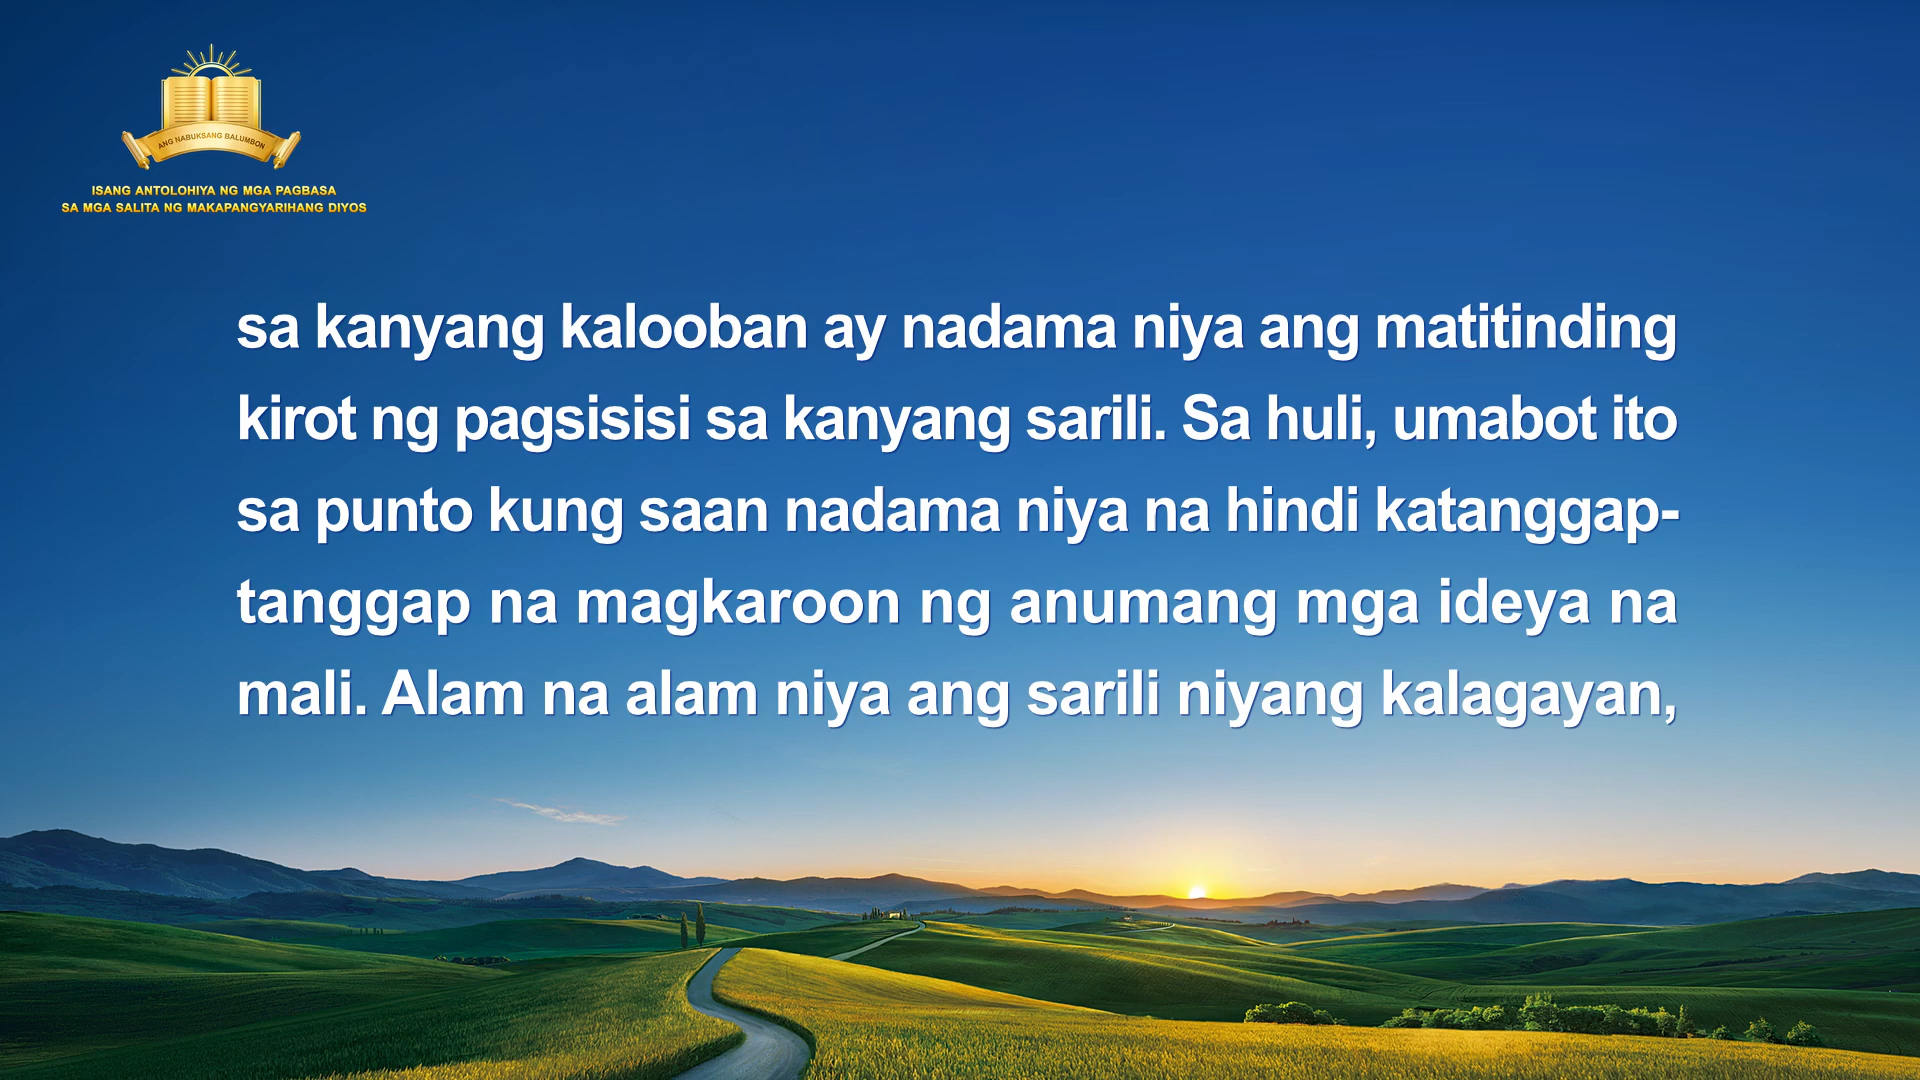 ANG NABUKSANG BALUMBON
ISANG ANTOLOHIYA NG MGA PAGBASA
SA MGA SALITA NG MAKAPANGYARIHANG DIYOS
sa kanyang kalooban ay nadama niya ang matitinding
kirot ng pagsisisi sa kanyang sarili. Sa huli, umabot ito
sa punto kung saan nadama niya na hindi katanggap-
tanggap na magkaroon ng anumang mga ideya na
mali. Alam na alam niya ang sarili niyang kalagayan,